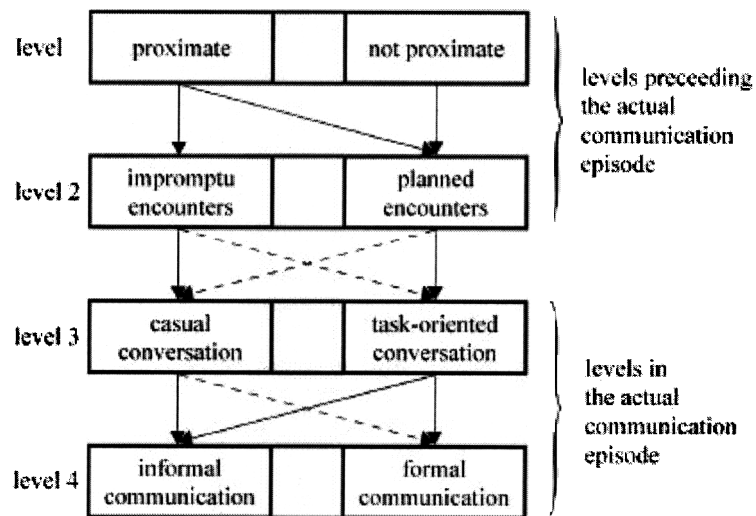 level
proximate
not proximate
levels preceeding
the actual
communication
episode
level 2
impromptu
encounters
planned
encounters
level 3
casual
conversation
task-oriented
conversation
levels in
the actual
communication
episode
level 4
informal
communication
formal
communication